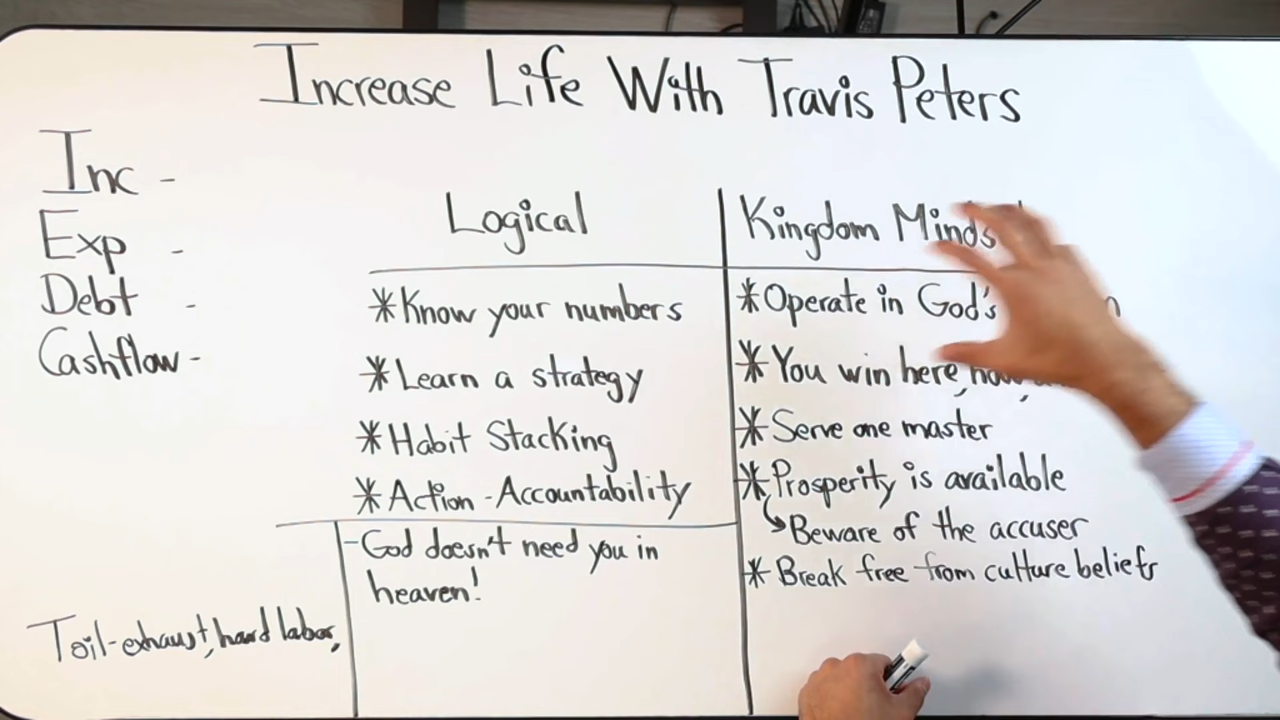 Increase Life With Travis Peters
Inc -
Exp -
Debt -
Cashflow -
Logical
* Know your numbers
* Learn a strategy
* Habit Stacking
* Action - Accountability
- God doesn't need you in
heaven!
Toil - exhaust, hard labor,
Kingdom
* Operate in God's
* You win here,
* Serve one master
* Prosperity is available
↳ Beware of the accuser
* Break free from culture beliefs